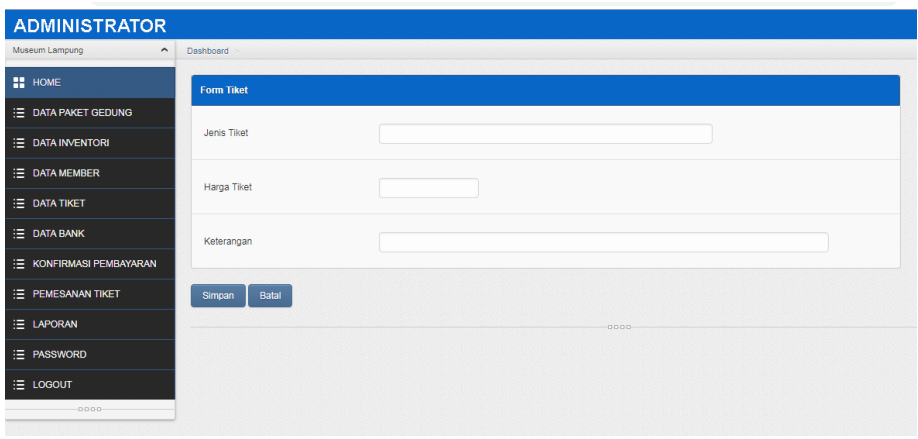 ADMINISTRATOR
Museum Lampung
Dashboard
HOME
DATA PAKET GEDUNG
DATA INVENTORI
DATA MEMBER
DATA TIKET
DATA BANK
KONFIRMASI PEMBAYARAN
PEMESANAN TIKET
LAPORAN
PASSWORD
LOGOUT
Form Tiket
Jenis Tiket
Harga Tiket
Keterangan
Simpan Batal